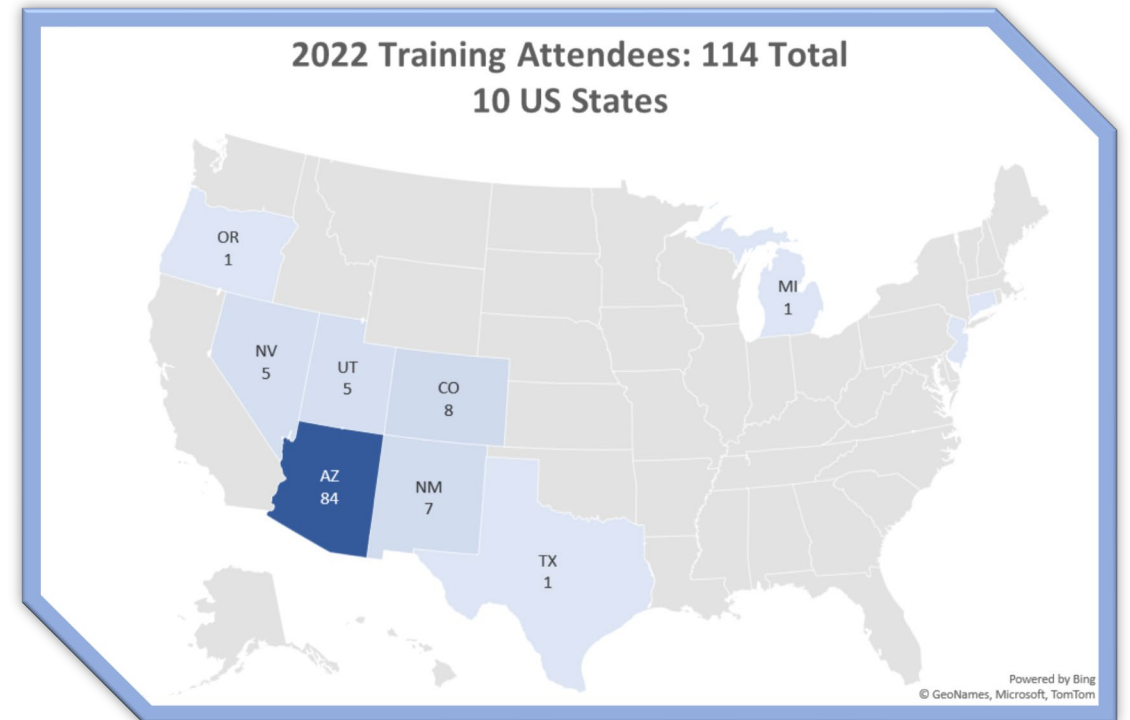 2022 Training Attendees: 114 Total
10 US States
OR
1
MI
1
NV
5
UT
5
CO
8
AZ
84
NM
7
TX
1
Powered by Bing
© GeoNames, Microsoft, TomTom